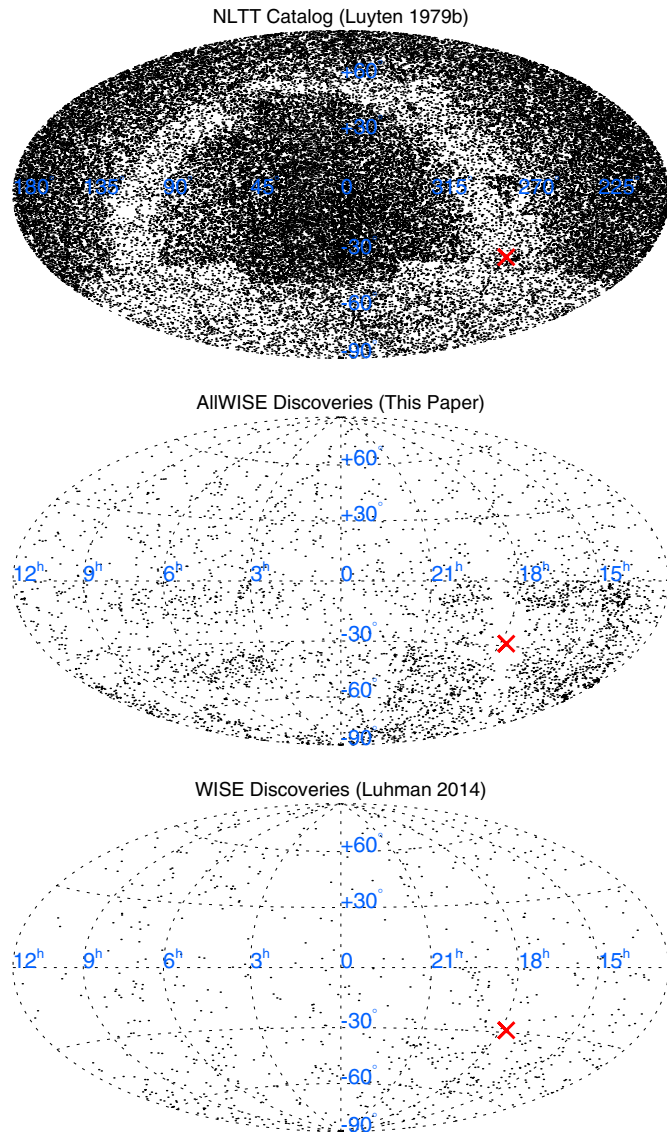 NLTT Catalog (Luyten 1979b)
+60°
+30°
180° 135° 90° 45° 0 315° 270° 225°
-30°
-60°
-90°
AllWISE Discoveries (This Paper)
+60°
+30°
12h 9h 6h 3h 0 21h 18h 15h
-30°
-60°
-90°
WISE Discoveries (Luhman 2014)
+60°
+30°
12h 9h 6h 3h 0 21h 18h 15h
-30°
-60°
-90°